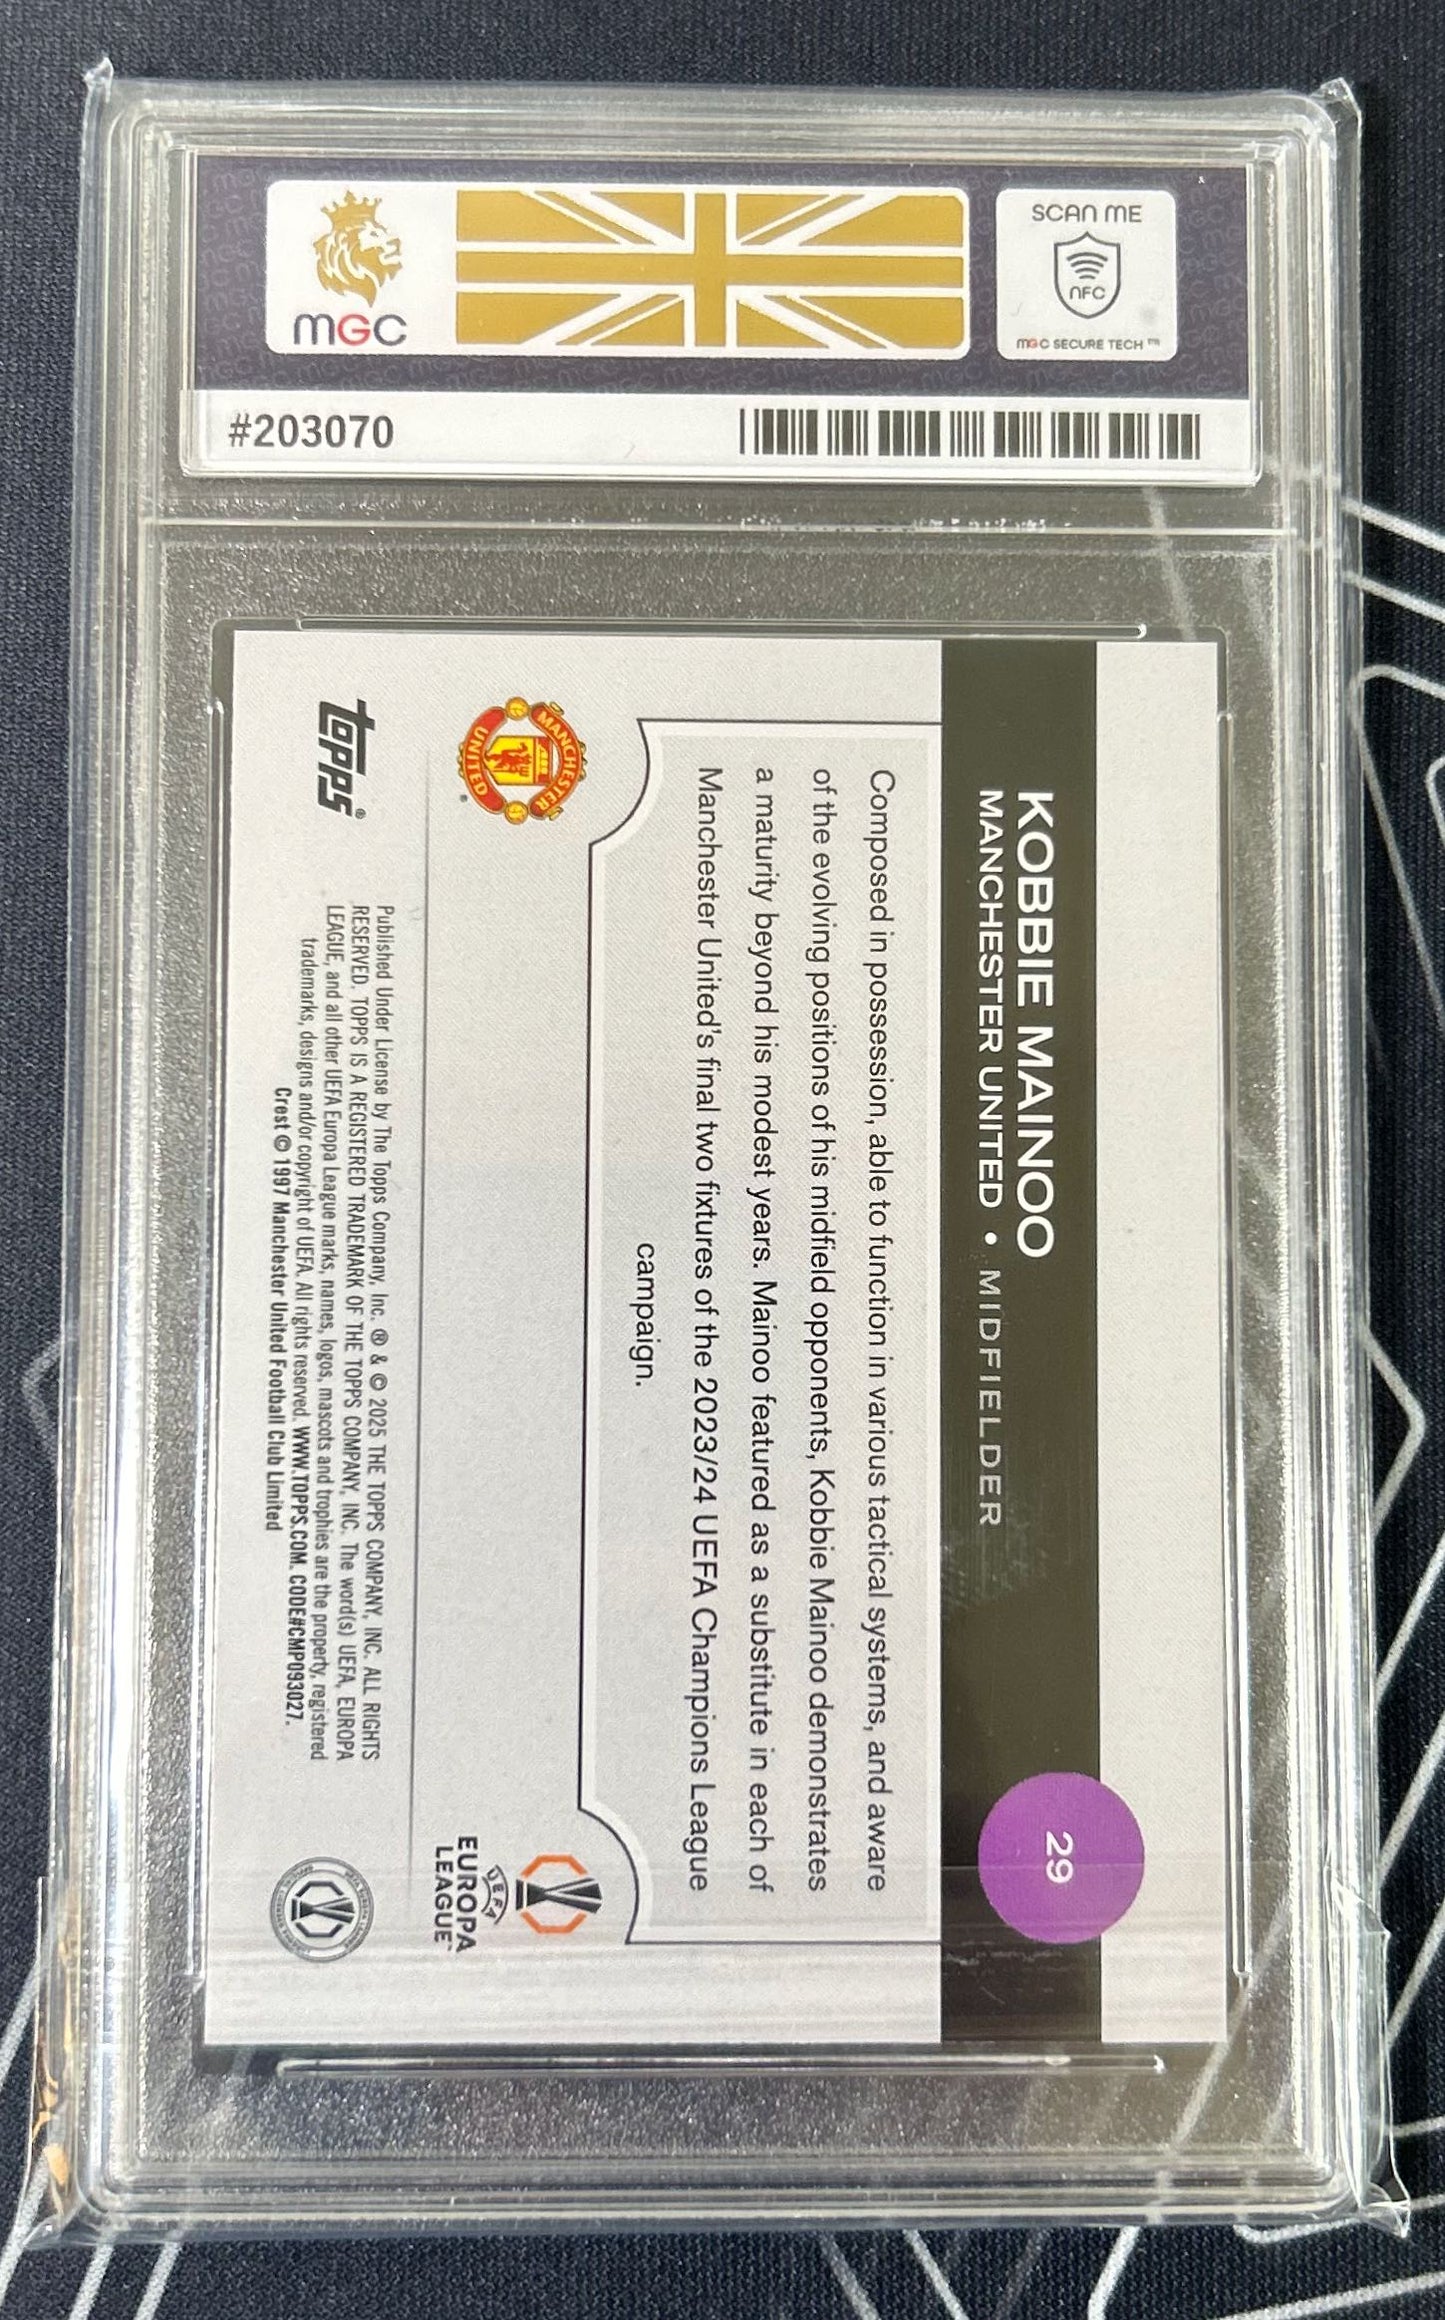 mGC
SCAN ME
NFC
mGC SECURE TECH ™
#203070
KOBBIE MAINOO
MANCHESTER UNITED • MIDFIELDER
29
Composed in possession, able to function in various tactical systems, and aware
of the evolving positions of his midfield opponents, Kobbie Mainoo demonstrates
a maturity beyond his modest years. Mainoo featured as a substitute in each of
Manchester United's final two fixtures of the 2023/24 UEFA Champions League
campaign.
MANCHESTER
UNITED
UEFA
EUROPA
LEAGUE™
topps®
Published Under License by The Topps Company, Inc. ® & © 2025 THE TOPPS COMPANY, INC. ALL RIGHTS
RESERVED. TOPPS IS A REGISTERED TRADEMARK OF THE TOPPS COMPANY, INC. The word(s) UEFA, EUROPA
LEAGUE, and all other UEFA Europa League marks, names, logos, mascots and trophies are the property, registered
trademarks, designs and/or copyright of UEFA. All rights reserved. WWW.TOPPS.COM. CODE#CMP093027.
Crest © 1997 Manchester United Football Club Limited